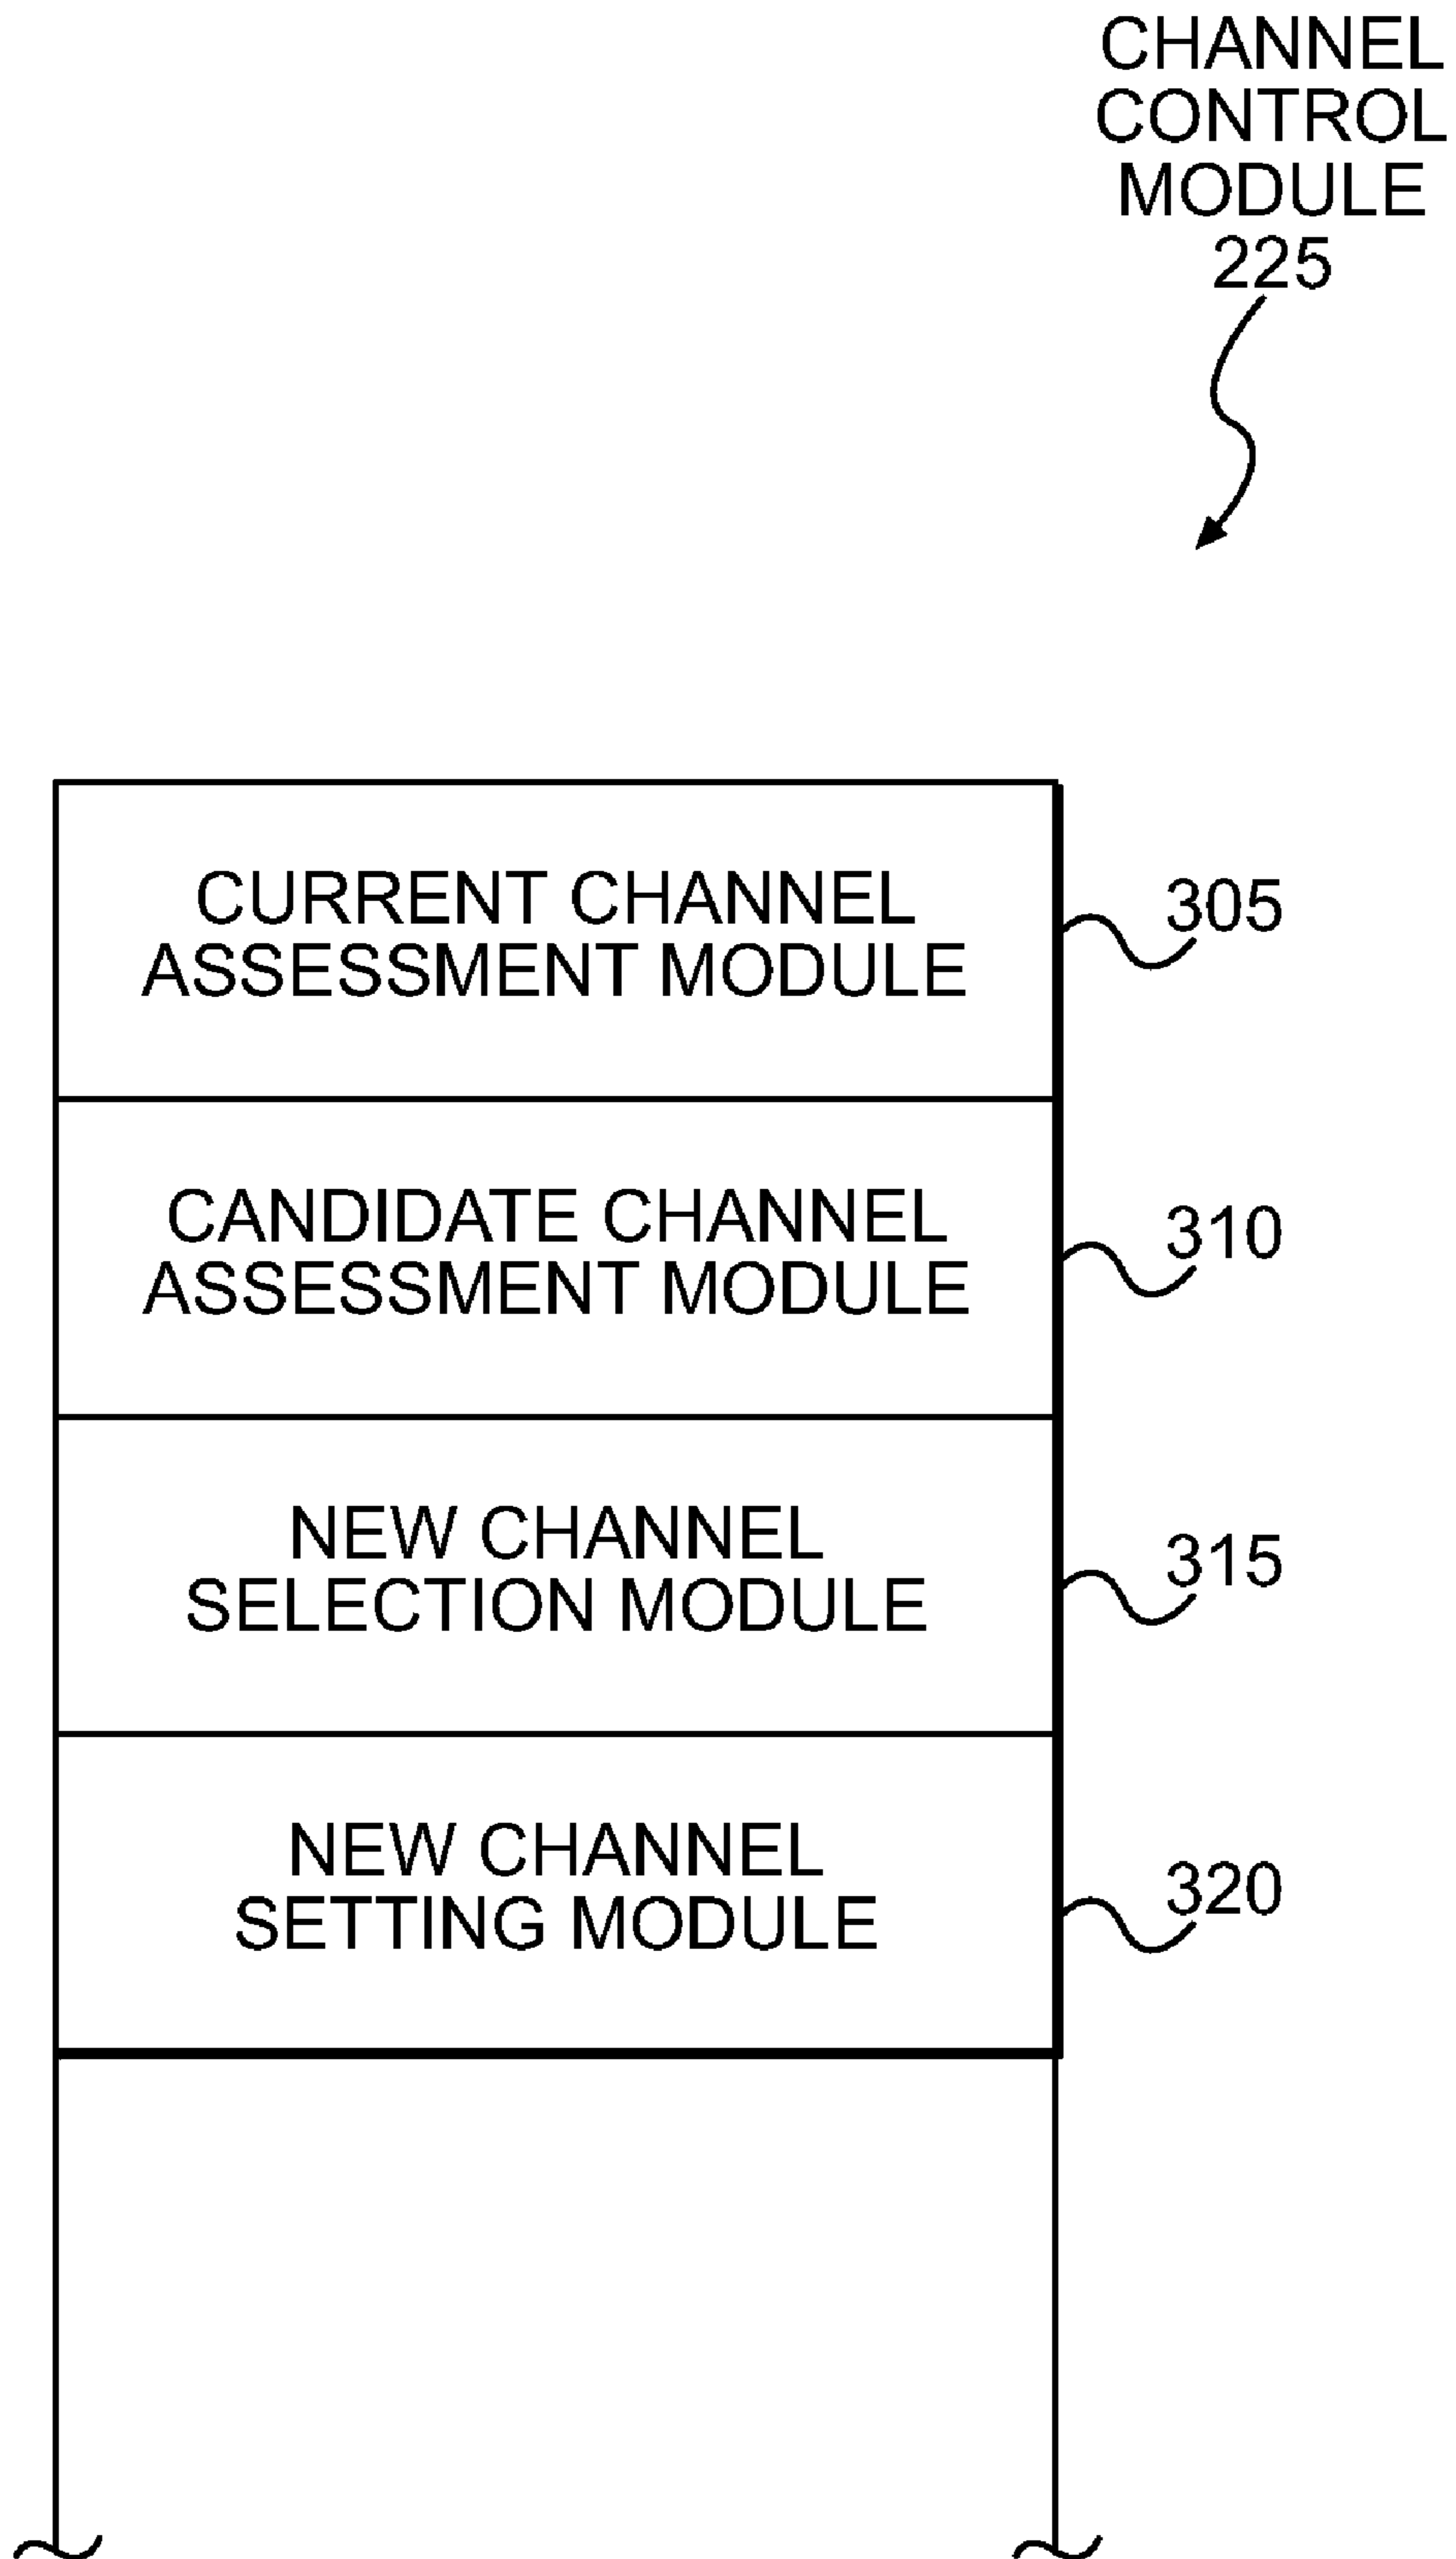 CHANNEL
CONTROL
MODULE
225
CURRENT CHANNEL
ASSESSMENT MODULE
305
CANDIDATE CHANNEL
ASSESSMENT MODULE
310
NEW CHANNEL
SELECTION MODULE
315
NEW CHANNEL
SETTING MODULE
320